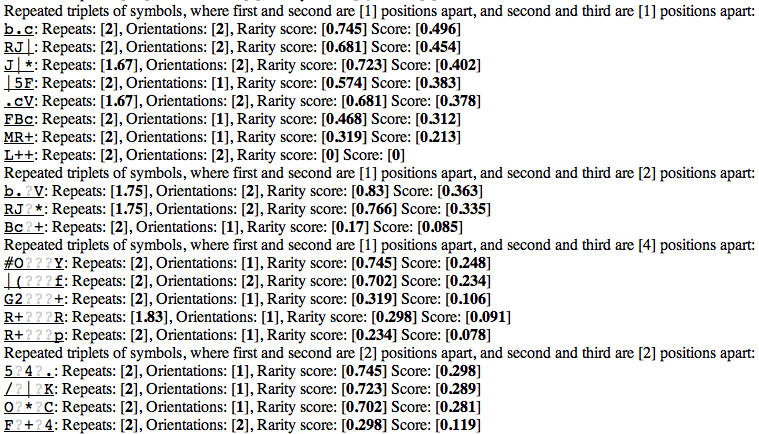 Repeated triplets of symbols, where first and second are [1] positions apart, and second and third are [1] positions apart:
b.c: Repeats: [2], Orientations: [2], Rarity score: [0.745] Score: [0.496]
RJ|: Repeats: [2], Orientations: [2], Rarity score: [0.681] Score: [0.454]
J|*: Repeats: [1.67], Orientations: [2], Rarity score: [0.723] Score: [0.402]
|5F: Repeats: [2], Orientations: [1], Rarity score: [0.574] Score: [0.383]
.cV: Repeats: [1.67], Orientations: [2], Rarity score: [0.681] Score: [0.378]
FBc: Repeats: [2], Orientations: [1], Rarity score: [0.468] Score: [0.312]
MR+: Repeats: [2], Orientations: [1], Rarity score: [0.319] Score: [0.213]
L++: Repeats: [2], Orientations: [2], Rarity score: [0] Score: [0]
Repeated triplets of symbols, where first and second are [1] positions apart, and second and third are [2] positions apart:
b.?V: Repeats: [1.75], Orientations: [2], Rarity score: [0.83] Score: [0.363]
RJ?*: Repeats: [1.75], Orientations: [2], Rarity score: [0.766] Score: [0.335]
Bc?+: Repeats: [2], Orientations: [1], Rarity score: [0.17] Score: [0.085]
Repeated triplets of symbols, where first and second are [1] positions apart, and second and third are [4] positions apart:
#O???Y: Repeats: [2], Orientations: [1], Rarity score: [0.745] Score: [0.248]
|(???f: Repeats: [2], Orientations: [2], Rarity score: [0.702] Score: [0.234]
G2???+: Repeats: [2], Orientations: [1], Rarity score: [0.319] Score: [0.106]
R+???R: Repeats: [1.83], Orientations: [1], Rarity score: [0.298] Score: [0.091]
R+???p: Repeats: [2], Orientations: [1], Rarity score: [0.234] Score: [0.078]
Repeated triplets of symbols, where first and second are [2] positions apart, and second and third are [2] positions apart:
5?4?.: Repeats: [2], Orientations: [1], Rarity score: [0.745] Score: [0.298]
/?|?K: Repeats: [2], Orientations: [1], Rarity score: [0.723] Score: [0.289]
O?*?C: Repeats: [2], Orientations: [1], Rarity score: [0.702] Score: [0.281]
F?+?4: Repeats: [2], Orientations: [2], Rarity score: [0.298] Score: [0.119]